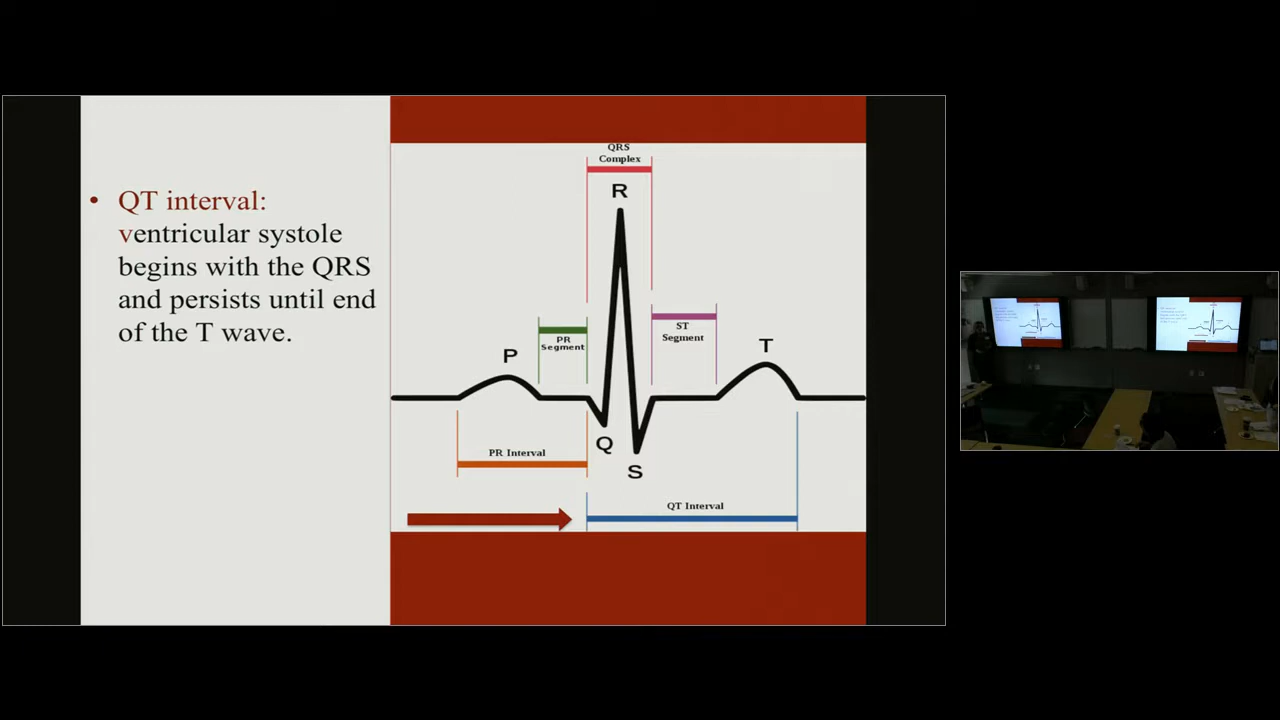 • QT interval:
ventricular systole
begins with the QRS
and persists until end
of the T wave.
QRS
Complex
R
PR
Segment
ST
Segment
P
T
Q
S
PR Interval
QT Interval